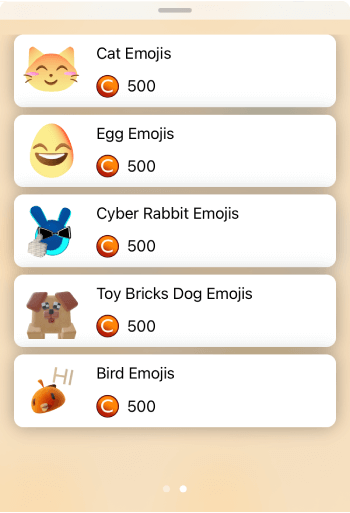 Cat Emojis
C 500
Egg Emojis
C 500
Cyber Rabbit Emojis
C 500
Toy Bricks Dog Emojis
C 500
HI
Bird Emojis
C 500